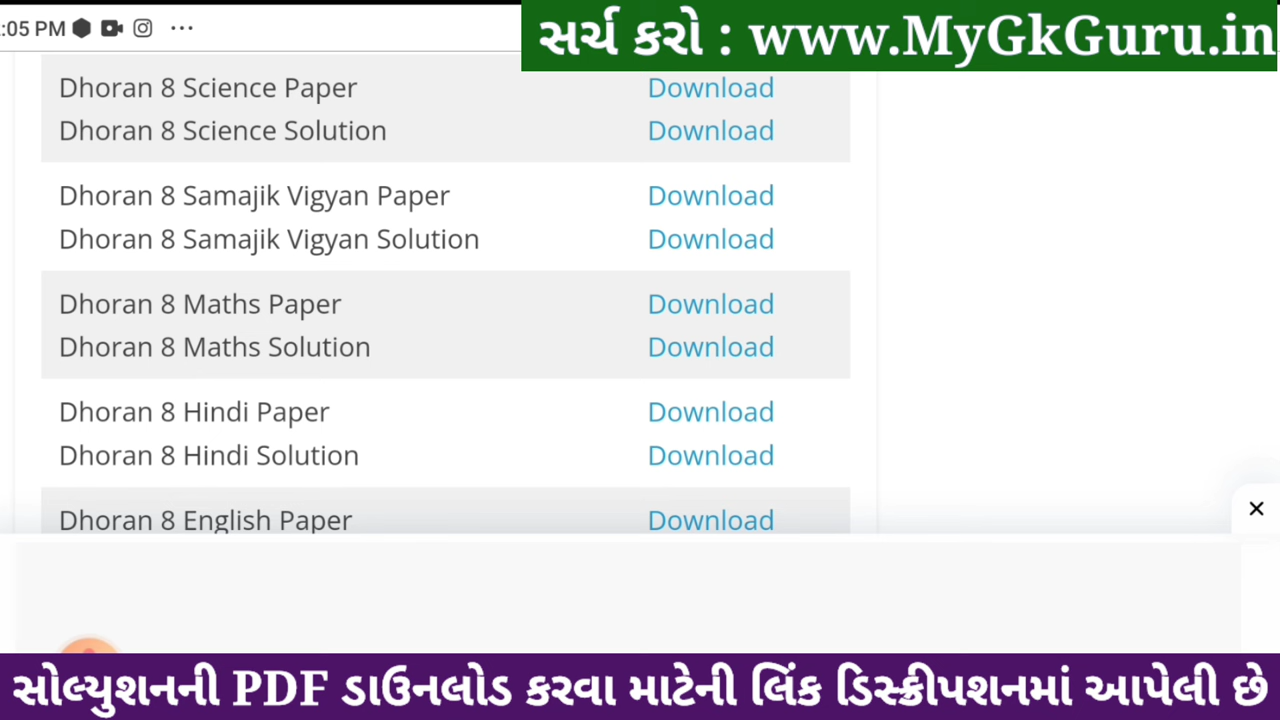 :05 PM ...
સર્ચ કરો : www.MyGkGuru.in
Dhoran 8 Science Paper Download
Dhoran 8 Science Solution Download
Dhoran 8 Samajik Vigyan Paper Download
Dhoran 8 Samajik Vigyan Solution Download
Dhoran 8 Maths Paper Download
Dhoran 8 Maths Solution Download
Dhoran 8 Hindi Paper Download
Dhoran 8 Hindi Solution Download
Dhoran 8 English Paper Download
સોલ્યુશનની PDF ડાઉનલોડ કરવા માટેની લિંક ડિસ્ક્રીપશનમાં આપેલી છે